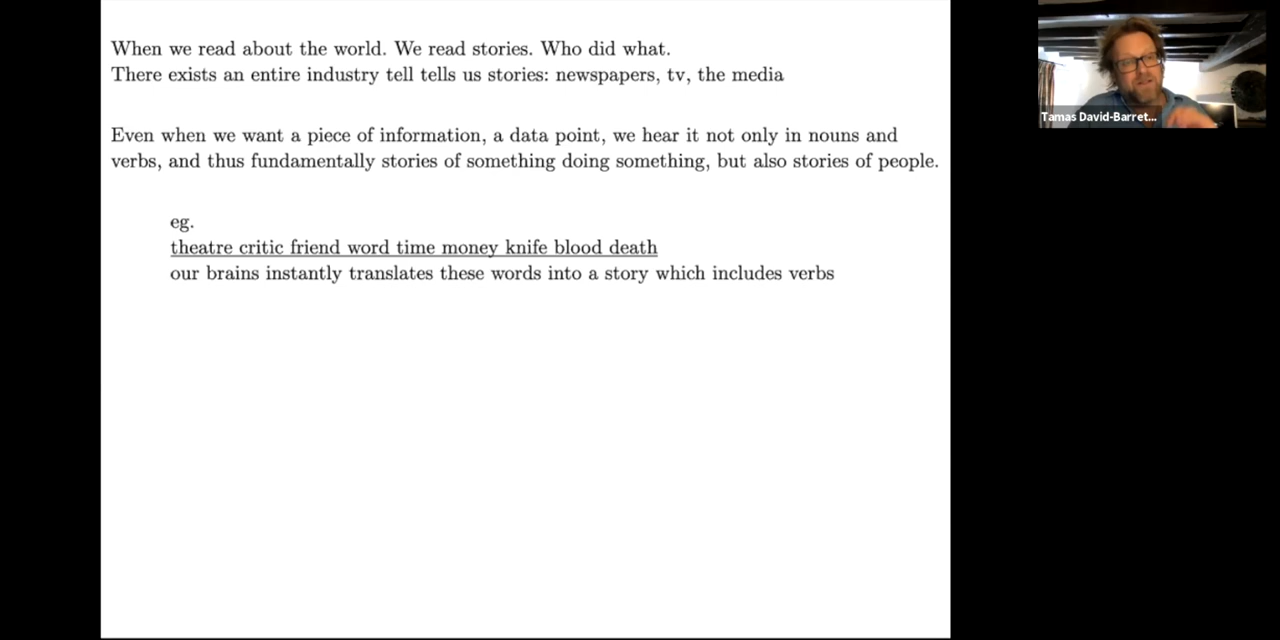 When we read about the world. We read stories. Who did what.
There exists an entire industry tell tells us stories: newspapers, tv, the media
Even when we want a piece of information, a data point, we hear it not only in nouns and
verbs, and thus fundamentally stories of something doing something, but also stories of people.
eg.
theatre critic friend word time money knife blood death
our brains instantly translates these words into a story which includes verbs
Tamas David-Barret...